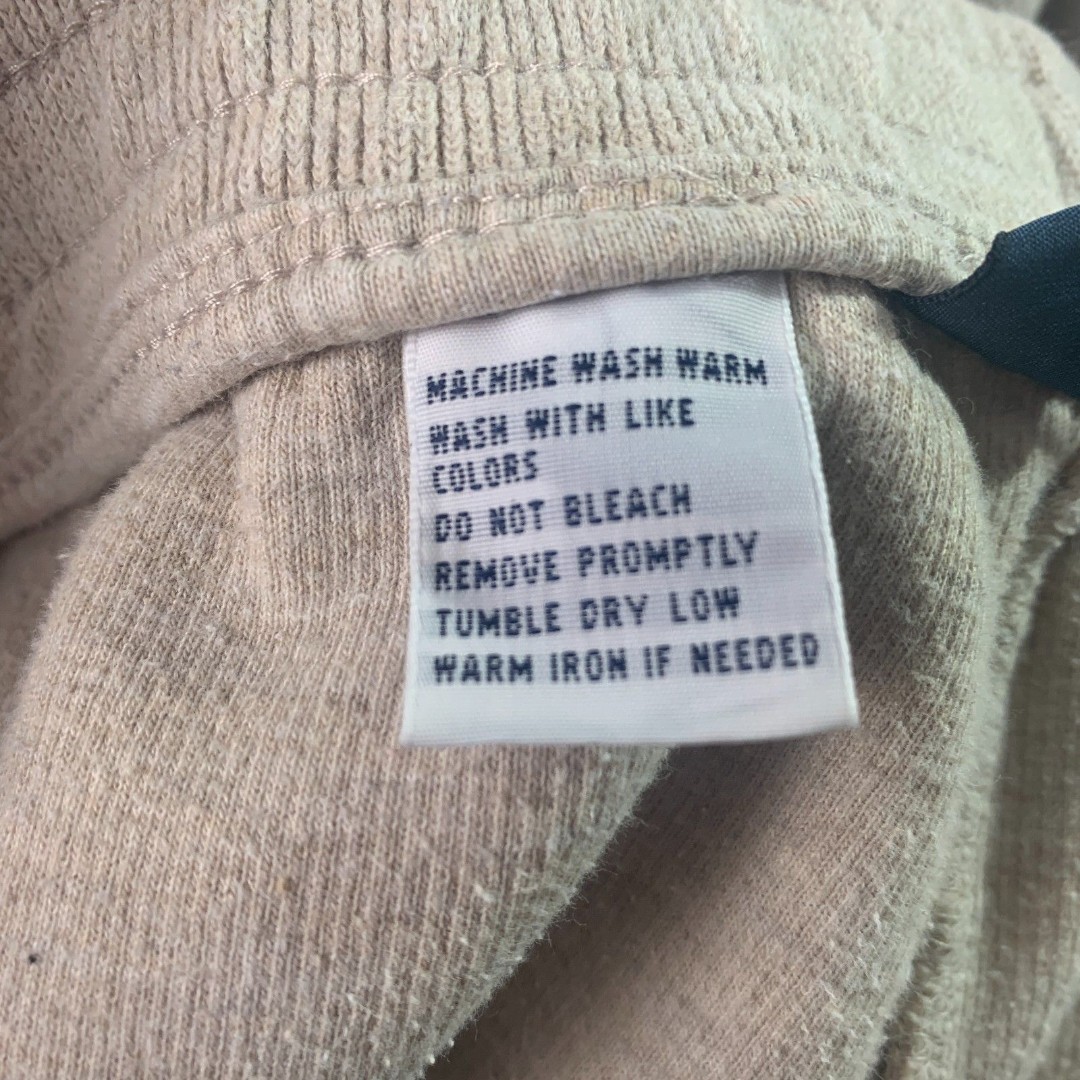 MACHINE WASH WARM
WASH WITH LIKE
COLORS
DO NOT BLEACH
REMOVE PROMPTLY
TUMBLE DRY LOW
WARM IRON IF NEEDED